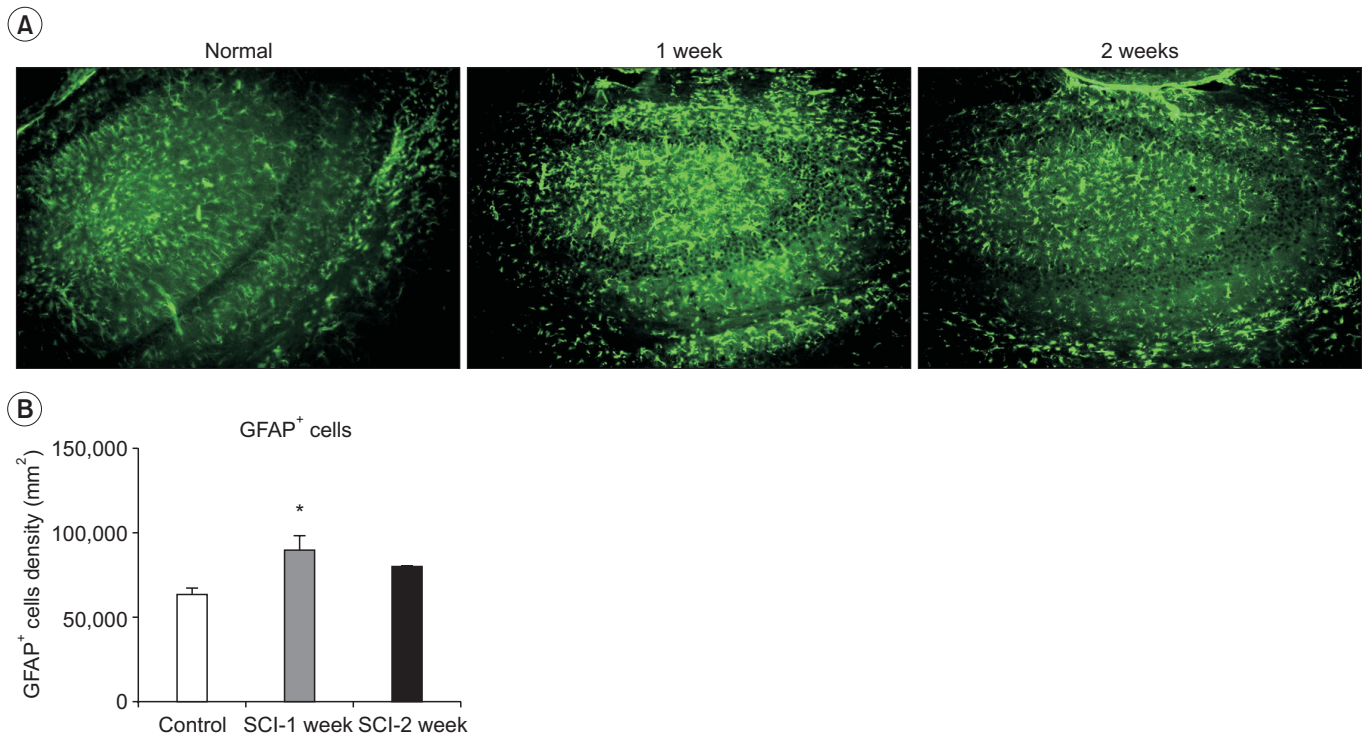 A
Normal
1 week
2 weeks
B
GFAP⁺ cells
GFAP⁺ cells density (mm²)
150,000
100,000
50,000
0
*
Control
SCI-1 week
SCI-2 week